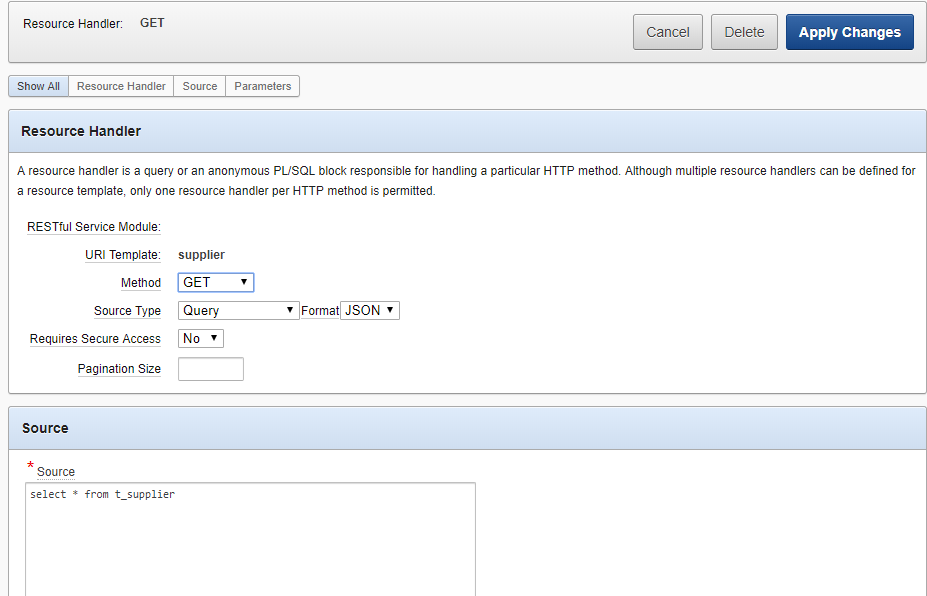 Resource Handler: GET
Cancel Delete Apply Changes
Show All Resource Handler Source Parameters
Resource Handler
A resource handler is a query or an anonymous PL/SQL block responsible for handling a particular HTTP method. Although multiple resource handlers can be defined for
a resource template, only one resource handler per HTTP method is permitted.
RESTful Service Module:
URI Template: supplier
Method GET
Source Type Query Format JSON
Requires Secure Access No
Pagination Size
Source
* Source
select * from t_supplier